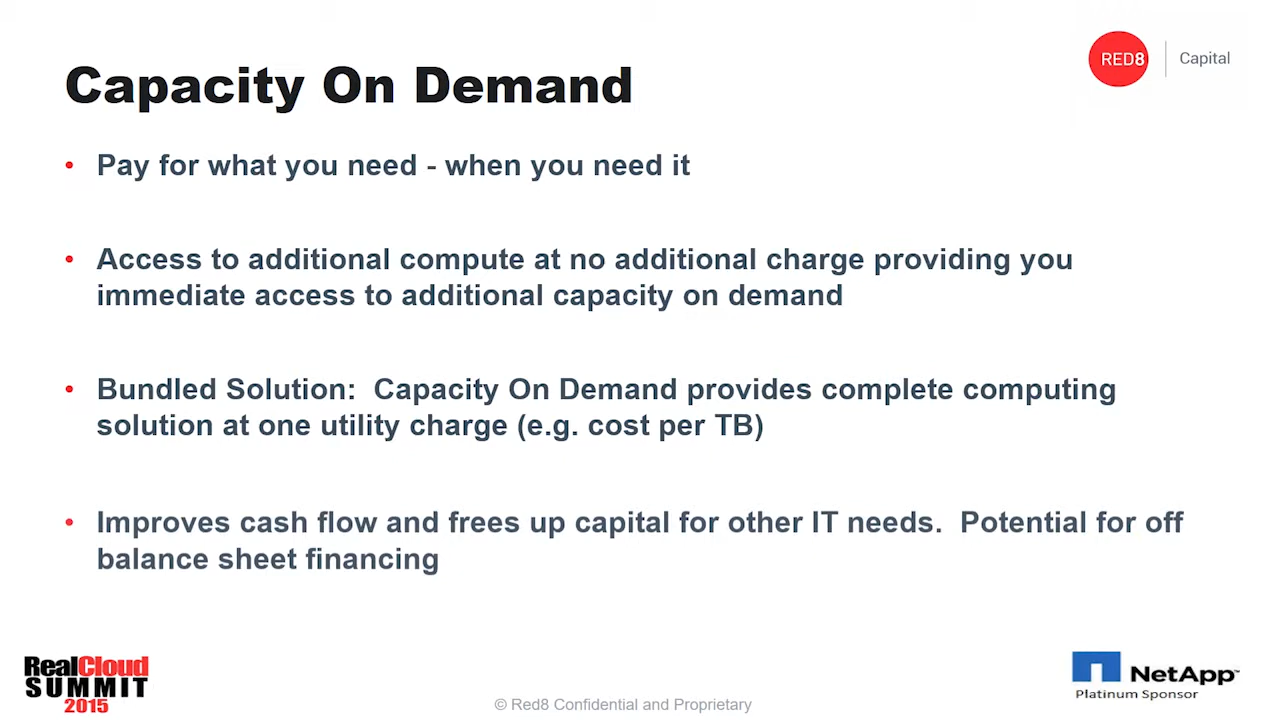 RED8 | Capital
Capacity On Demand
• Pay for what you need - when you need it
• Access to additional compute at no additional charge providing you
immediate access to additional capacity on demand
• Bundled Solution:  Capacity On Demand provides complete computing
solution at one utility charge (e.g. cost per TB)
• Improves cash flow and frees up capital for other IT needs.  Potential for off
balance sheet financing
RealCloud
SUMMIT
2015
© Red8 Confidential and Proprietary
NetApp™
Platinum Sponsor